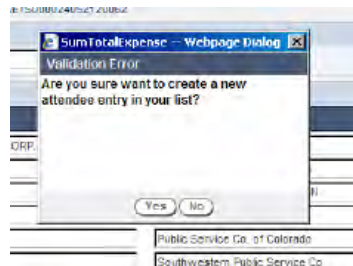 SumTotalExpense -- Webpage Dialog
Validation Error
Are you sure want to create a new
attendee entry in your list?
ORP.
N
Yes No
Public Service Co. of Colorado
Southwestern Public Service Co